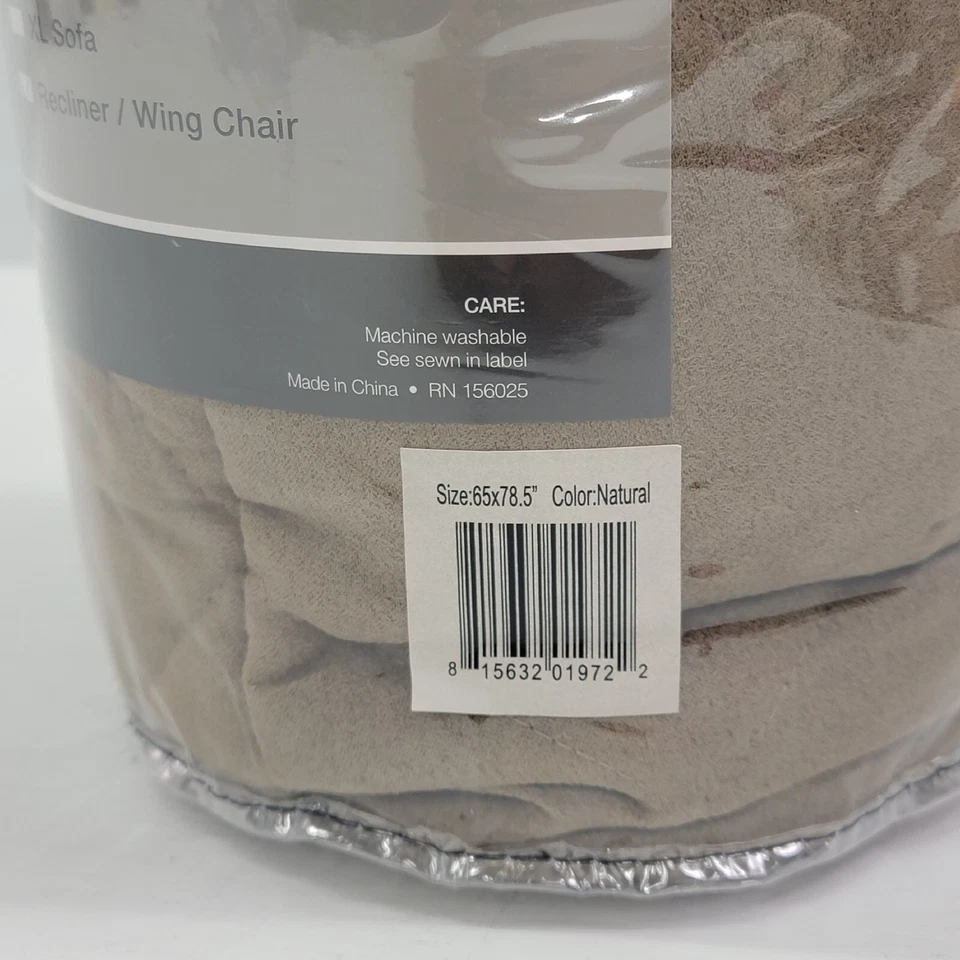 XL Sofa
Recliner / Wing Chair
CARE:
Machine washable
See sewn in label
Made in China • RN 156025
Size:65x78.5" Color:Natural
8 15632 01972 2